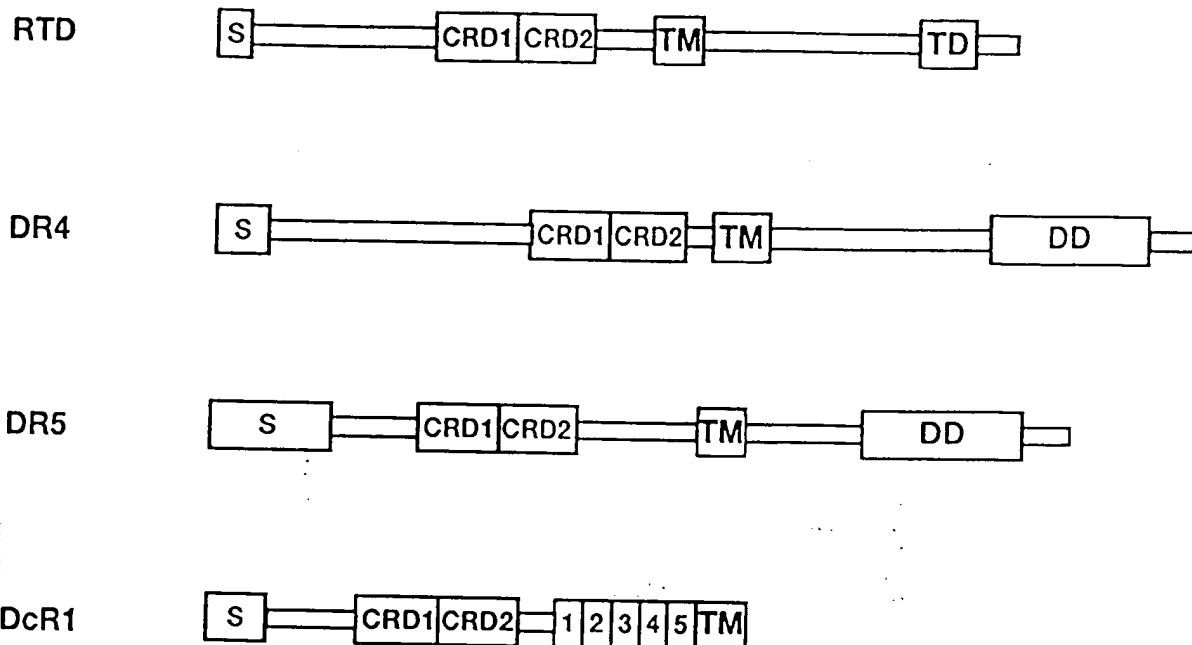 RTD S CRD1 CRD2 TM TD
DR4 S CRD1 CRD2 TM DD
DR5 S CRD1 CRD2 TM DD
DcR1 S CRD1 CRD2 1 2 3 4 5 TM